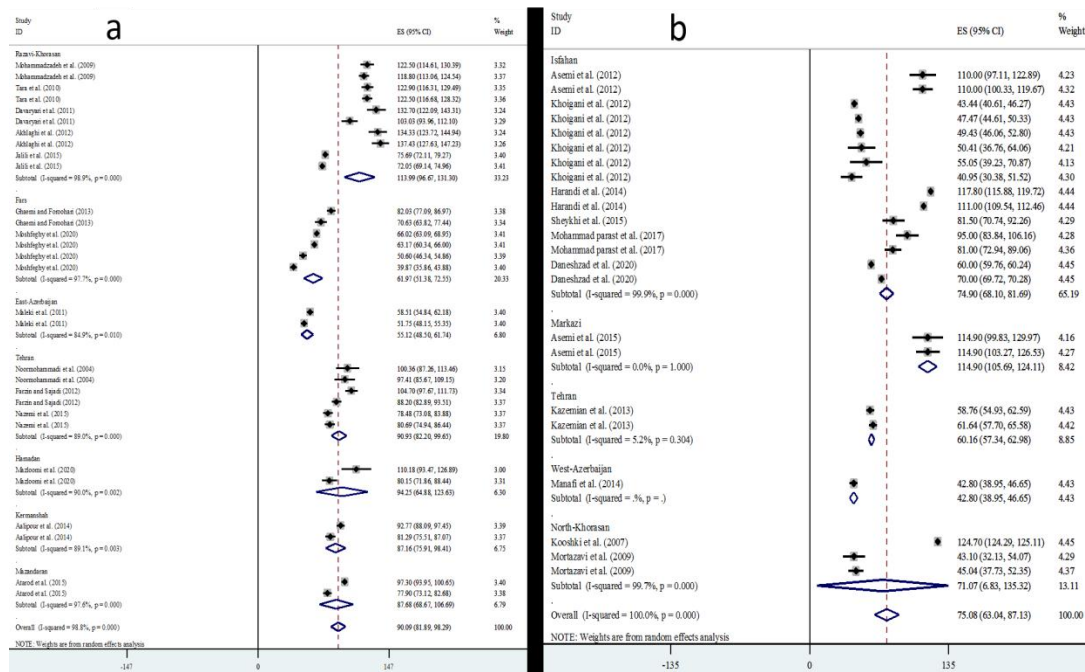 a
Study
ID
ES (95% CI)
%
Weight
Razavi-Khorasan
Mohammadzadeh et al. (2009) 122.50 (114.61, 130.39) 3.32
Mohammadzadeh et al. (2009) 118.80 (113.06, 124.54) 3.37
Tara et al. (2010) 122.90 (116.31, 129.49) 3.35
Tara et al. (2010) 122.50 (116.68, 128.32) 3.36
Davaryari et al. (2011) 132.70 (122.09, 143.31) 3.24
Davaryari et al. (2011) 103.03 (93.96, 112.10) 3.29
Akhlaghi et al. (2012) 134.33 (123.72, 144.94) 3.24
Akhlaghi et al. (2012) 137.43 (127.63, 147.23) 3.26
Jalili et al. (2015) 75.69 (72.11, 79.27) 3.40
Jalili et al. (2015) 72.05 (69.14, 74.96) 3.41
Subtotal (I-squared = 98.9%, p = 0.000) 113.99 (96.67, 131.30) 33.23
.
Fars
Ghaemi and Forouhari (2013) 82.03 (77.09, 86.97) 3.38
Ghaemi and Forouhari (2013) 70.63 (63.82, 77.44) 3.34
Moshfeghy et al. (2020) 66.02 (63.09, 68.95) 3.41
Moshfeghy et al. (2020) 63.17 (60.34, 66.00) 3.41
Moshfeghy et al. (2020) 50.60 (46.34, 54.86) 3.39
Moshfeghy et al. (2020) 39.87 (35.86, 43.88) 3.40
Subtotal (I-squared = 97.7%, p = 0.000) 61.97 (51.38, 72.55) 20.33
.
East-Azerbaijan
Maleki et al. (2011) 58.51 (54.84, 62.18) 3.40
Maleki et al. (2011) 51.75 (48.15, 55.35) 3.40
Subtotal (I-squared = 84.9%, p = 0.010) 55.12 (48.50, 61.74) 6.80
.
Tehran
Noormohammadi et al. (2004) 100.36 (87.26, 113.46) 3.15
Noormohammadi et al. (2004) 97.41 (85.67, 109.15) 3.20
Farzin and Sajadi (2012) 104.70 (97.67, 111.73) 3.34
Farzin and Sajadi (2012) 88.20 (82.89, 93.51) 3.37
Nazemi et al. (2015) 78.48 (73.08, 83.88) 3.37
Nazemi et al. (2015) 80.69 (74.94, 86.44) 3.37
Subtotal (I-squared = 89.0%, p = 0.000) 90.93 (82.20, 99.65) 19.80
.
Hamadan
Mazloomi et al. (2020) 110.18 (93.47, 126.89) 3.00
Mazloomi et al. (2020) 80.15 (71.86, 88.44) 3.31
Subtotal (I-squared = 90.0%, p = 0.002) 94.25 (64.88, 123.63) 6.30
.
Kermanshah
Aalipour et al. (2014) 92.77 (88.09, 97.45) 3.39
Aalipour et al. (2014) 81.29 (75.51, 87.07) 3.37
Subtotal (I-squared = 89.1%, p = 0.003) 87.16 (75.91, 98.41) 6.75
.
Mazandaran
Atarod et al. (2015) 97.30 (93.95, 100.65) 3.40
Atarod et al. (2015) 77.90 (73.12, 82.68) 3.38
Subtotal (I-squared = 97.6%, p = 0.000) 87.68 (68.67, 106.69) 6.79
.
Overall (I-squared = 98.8%, p = 0.000) 90.09 (81.89, 98.29) 100.00
NOTE: Weights are from random effects analysis
-147 0 147
b
Study
ID
ES (95% CI)
%
Weight
Isfahan
Asemi et al. (2012) 110.00 (97.11, 122.89) 4.23
Asemi et al. (2012) 110.00 (100.33, 119.67) 4.32
Khoigani et al. (2012) 43.44 (40.61, 46.27) 4.43
Khoigani et al. (2012) 47.47 (44.61, 50.33) 4.43
Khoigani et al. (2012) 49.43 (46.06, 52.80) 4.43
Khoigani et al. (2012) 50.41 (36.76, 64.06) 4.21
Khoigani et al. (2012) 55.05 (39.23, 70.87) 4.13
Khoigani et al. (2012) 40.95 (30.38, 51.52) 4.30
Harandi et al. (2014) 117.80 (115.88, 119.72) 4.44
Harandi et al. (2014) 111.00 (109.54, 112.46) 4.44
Sheykhi et al. (2015) 81.50 (70.74, 92.26) 4.29
Mohammad parast et al. (2017) 95.00 (83.84, 106.16) 4.28
Mohammad parast et al. (2017) 81.00 (72.94, 89.06) 4.36
Daneshzad et al. (2020) 60.00 (59.76, 60.24) 4.45
Daneshzad et al. (2020) 70.00 (69.72, 70.28) 4.45
Subtotal (I-squared = 99.9%, p = 0.000) 74.90 (68.10, 81.69) 65.19
.
Markazi
Asemi et al. (2015) 114.90 (99.83, 129.97) 4.16
Asemi et al. (2015) 114.90 (103.27, 126.53) 4.27
Subtotal (I-squared = 0.0%, p = 1.000) 114.90 (105.69, 124.11) 8.42
.
Tehran
Kazemian et al. (2013) 58.76 (54.93, 62.59) 4.43
Kazemian et al. (2013) 61.64 (57.70, 65.58) 4.42
Subtotal (I-squared = 5.2%, p = 0.304) 60.16 (57.34, 62.98) 8.85
.
West-Azerbaijan
Manafi et al. (2014) 42.80 (38.95, 46.65) 4.43
Subtotal (I-squared = .%, p = .) 42.80 (38.95, 46.65) 4.43
.
North-Khorasan
Kooshki et al. (2007) 124.70 (124.29, 125.11) 4.45
Mortazavi et al. (2009) 43.10 (32.13, 54.07) 4.29
Mortazavi et al. (2009) 45.04 (37.73, 52.35) 4.37
Subtotal (I-squared = 99.7%, p = 0.000) 71.07 (6.83, 135.32) 13.11
.
Overall (I-squared = 100.0%, p = 0.000) 75.08 (63.04, 87.13) 100.00
NOTE: Weights are from random effects analysis
-135 0 135